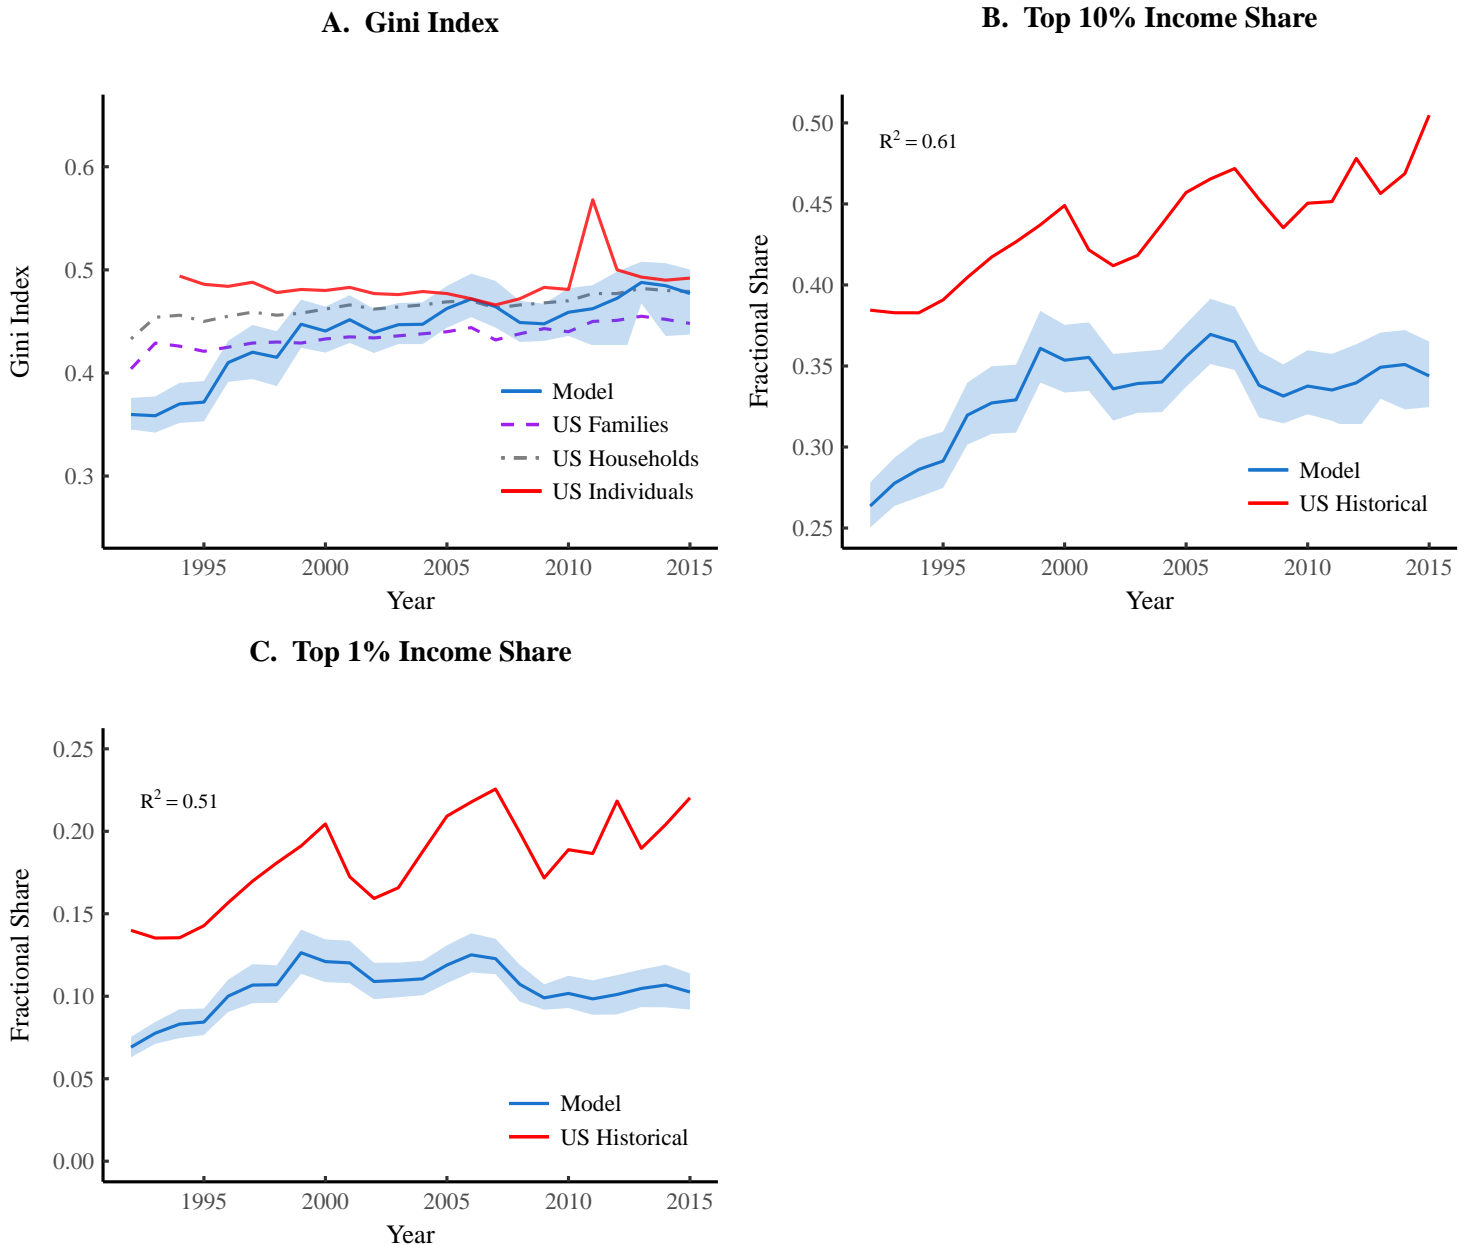 A. Gini Index
Gini Index
0.6
0.5
0.4
0.3
Model
US Families
US Households
US Individuals
1995 2000 2005 2010 2015
Year
B. Top 10% Income Share
Fractional Share
0.50
0.45
0.40
0.35
0.30
0.25
R² = 0.61
Model
US Historical
1995 2000 2005 2010 2015
Year
C. Top 1% Income Share
Fractional Share
0.25
0.20
0.15
0.10
0.05
0.00
R² = 0.51
Model
US Historical
1995 2000 2005 2010 2015
Year